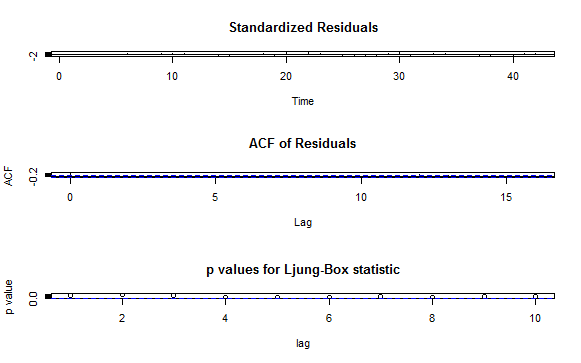 Standardized Residuals
-2
0 10 20 30 40
Time
ACF of Residuals
ACF
-0.2
0 5 10 15
Lag
p values for Ljung-Box statistic
p value
0.0
2 4 6 8 10
lag